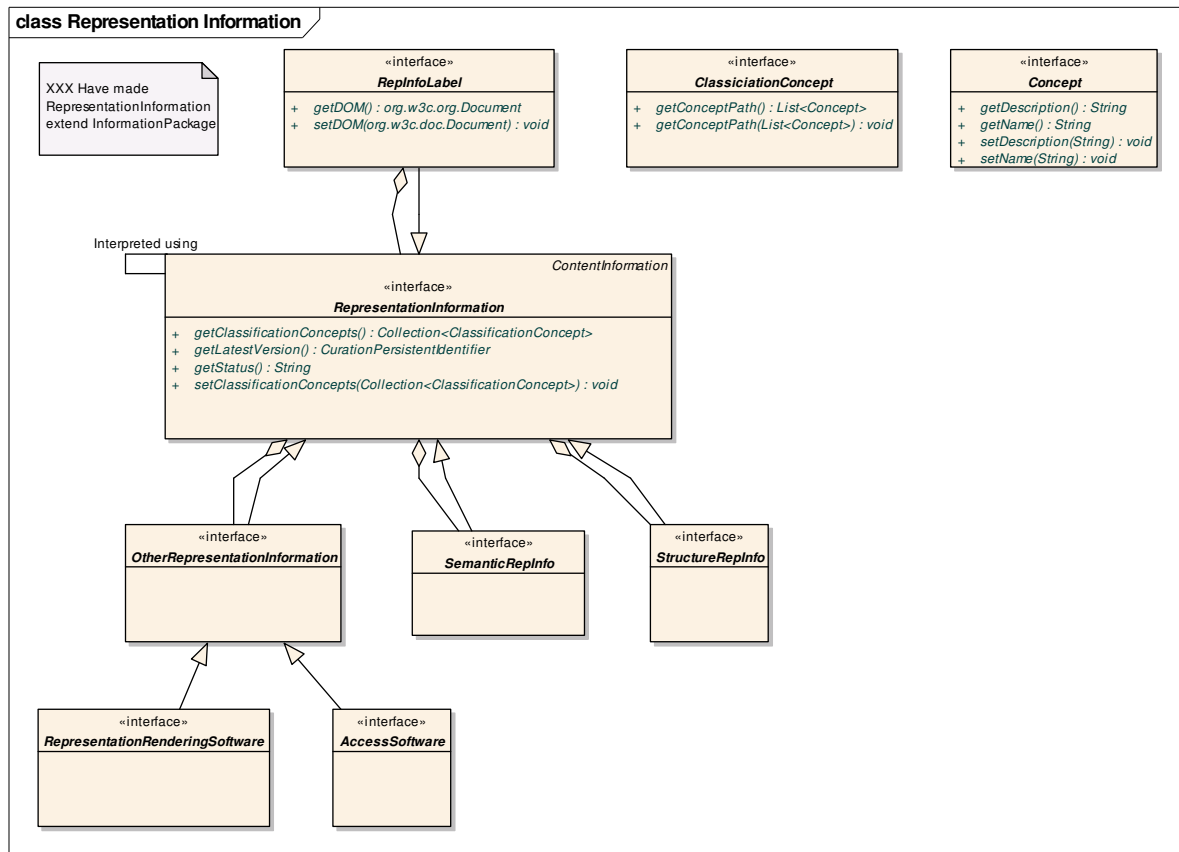 class Representation Information
XXX Have made
RepresentationInformation
extend InformationPackage
«interface»
RepInfoLabel
+ getDOM() : org.w3c.org.Document
+ setDOM(org.w3c.doc.Document) : void
«interface»
ClassiciationConcept
+ getConceptPath() : List<Concept>
+ getConceptPath(List<Concept>) : void
«interface»
Concept
+ getDescription() : String
+ getName() : String
+ setDescription(String) : void
+ setName(String) : void
Interpreted using
ContentInformation
«interface»
RepresentationInformation
+ getClassificationConcepts() : Collection<ClassificationConcept>
+ getLatestVersion() : CurationPersistentIdentifier
+ getStatus() : String
+ setClassificationConcepts(Collection<ClassificationConcept>) : void
«interface»
OtherRepresentationInformation
«interface»
SemanticRepInfo
«interface»
StructureRepInfo
«interface»
RepresentationRenderingSoftware
«interface»
AccessSoftware